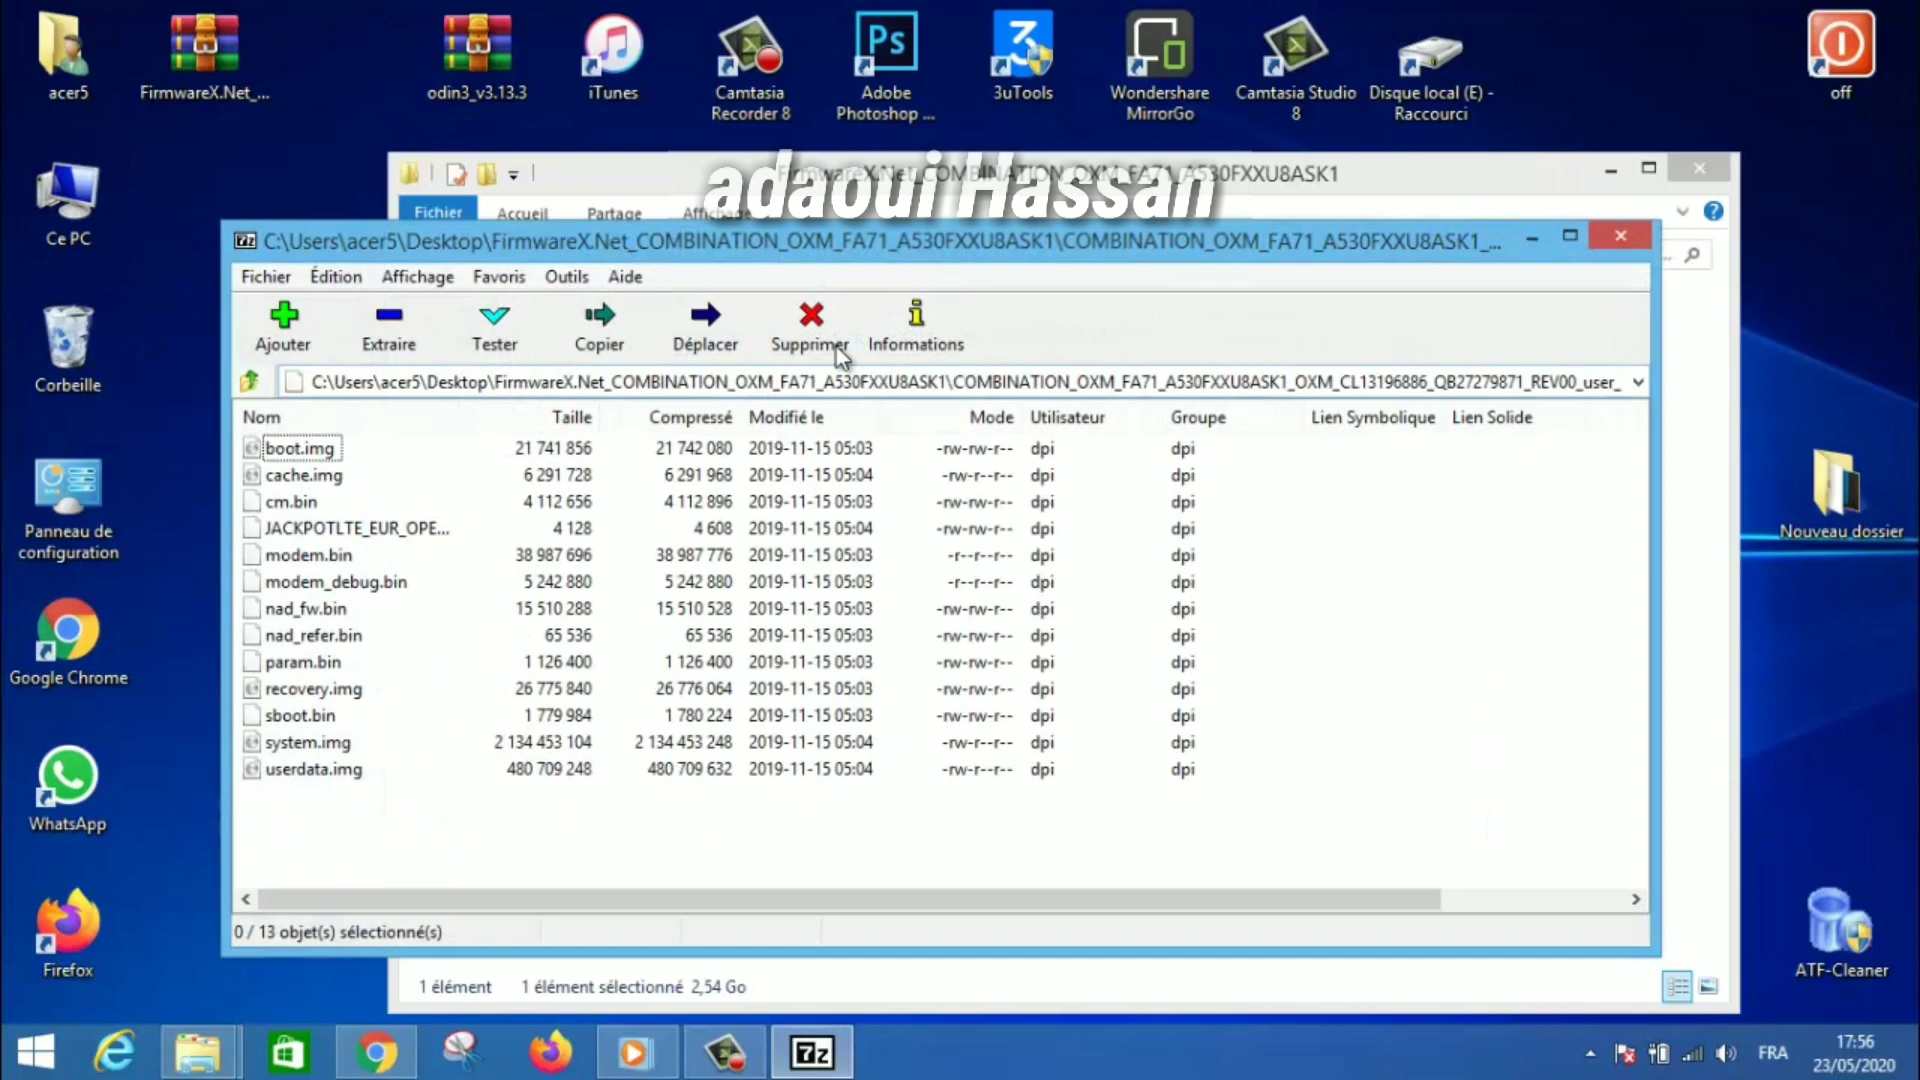 acer5
FirmwareX.Net_...
odin3_v3.13.3
iTunes
Camtasia
Recorder 8
Ps
Adobe
Photoshop ...
3uTools
Wondershare
MirrorGo
Camtasia Studio
8
Disque local (E) -
Raccourci
off
FirmwareX.Net_COMBINATION_OXM_FA71_A530FXXU8ASK1
adaoui Hassan
Fichier Accueil Partage Affichage
7z C:\Users\acer5\Desktop\FirmwareX.Net_COMBINATION_OXM_FA71_A530FXXU8ASK1\COMBINATION_OXM_FA71_A530FXXU8ASK1_...
Fichier Édition Affichage Favoris Outils Aide
Ajouter Extraire Tester Copier Déplacer Supprimer Informations
C:\Users\acer5\Desktop\FirmwareX.Net_COMBINATION_OXM_FA71_A530FXXU8ASK1\COMBINATION_OXM_FA71_A530FXXU8ASK1_OXM_CL13196886_QB27279871_REV00_user_
Nom Taille Compressé Modifié le Mode Utilisateur Groupe Lien Symbolique Lien Solide
boot.img 21 741 856 21 742 080 2019-11-15 05:03 -rw-rw-r-- dpi dpi
cache.img 6 291 728 6 291 968 2019-11-15 05:04 -rw-r--r-- dpi dpi
cm.bin 4 112 656 4 112 896 2019-11-15 05:03 -rw-rw-r-- dpi dpi
JACKPOTLTE_EUR_OPE... 4 128 4 608 2019-11-15 05:04 -rw-rw-r-- dpi dpi
modem.bin 38 987 696 38 987 776 2019-11-15 05:03 -r--r--r-- dpi dpi
modem_debug.bin 5 242 880 5 242 880 2019-11-15 05:03 -r--r--r-- dpi dpi
nad_fw.bin 15 510 288 15 510 528 2019-11-15 05:03 -rw-rw-r-- dpi dpi
nad_refer.bin 65 536 65 536 2019-11-15 05:03 -rw-rw-r-- dpi dpi
param.bin 1 126 400 1 126 400 2019-11-15 05:03 -rw-rw-r-- dpi dpi
recovery.img 26 775 840 26 776 064 2019-11-15 05:03 -rw-rw-r-- dpi dpi
sboot.bin 1 779 984 1 780 224 2019-11-15 05:03 -rw-rw-r-- dpi dpi
system.img 2 134 453 104 2 134 453 248 2019-11-15 05:04 -rw-r--r-- dpi dpi
userdata.img 480 709 248 480 709 632 2019-11-15 05:04 -rw-r--r-- dpi dpi
0 / 13 objet(s) sélectionné(s)
1 élément 1 élément sélectionné 2,54 Go
Ce PC
Corbeille
Panneau de
configuration
Google Chrome
WhatsApp
Firefox
Nouveau dossier
ATF-Cleaner
7z
FRA
17:56
23/05/2020